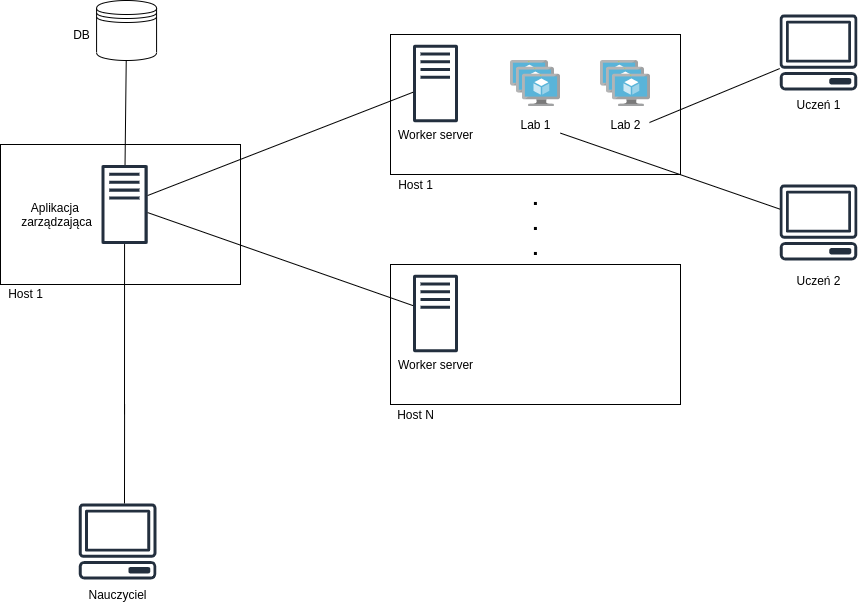 DB
Aplikacja
zarządzająca
Host 1
Nauczyciel
Worker server
Lab 1
Lab 2
Host 1
Worker server
Host N
Uczeń 1
Uczeń 2